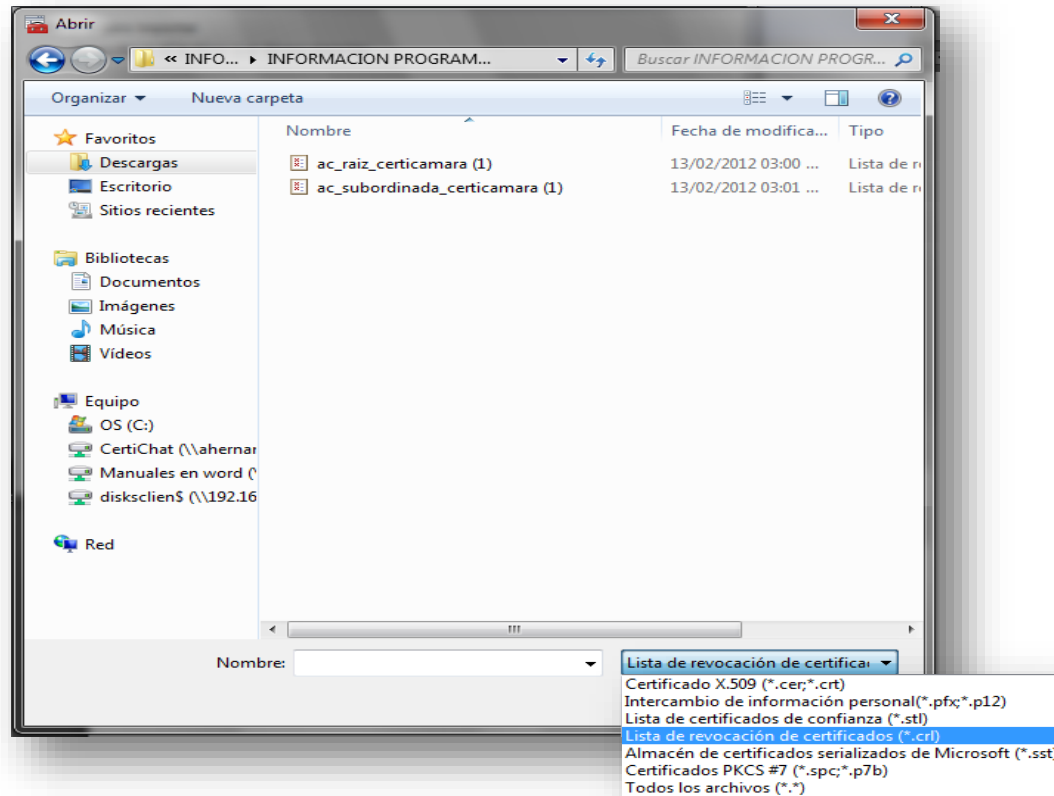 Abrir
« INFO... ▸ INFORMACION PROGRAM...
Buscar INFORMACION PROGR...
Organizar
Nueva carpeta
Nombre
Fecha de modifica...
Tipo
Favoritos
Descargas
Escritorio
Sitios recientes
Bibliotecas
Documentos
Imágenes
Música
Vídeos
Equipo
OS (C:)
CertiChat (\\ahernar
Manuales en word (
disksclien$ (\\192.16
Red
ac_raiz_certicamara (1)
13/02/2012 03:00 ...
Lista de r
ac_subordinada_certicamara (1)
13/02/2012 03:01 ...
Lista de r
Nombre:
Lista de revocación de certifica
Certificado X.509 (*.cer;*.crt)
Intercambio de información personal(*.pfx;*.p12)
Lista de certificados de confianza (*.stl)
Lista de revocación de certificados (*.crl)
Almacén de certificados serializados de Microsoft (*.sst)
Certificados PKCS #7 (*.spc;*.p7b)
Todos los archivos (*.*)